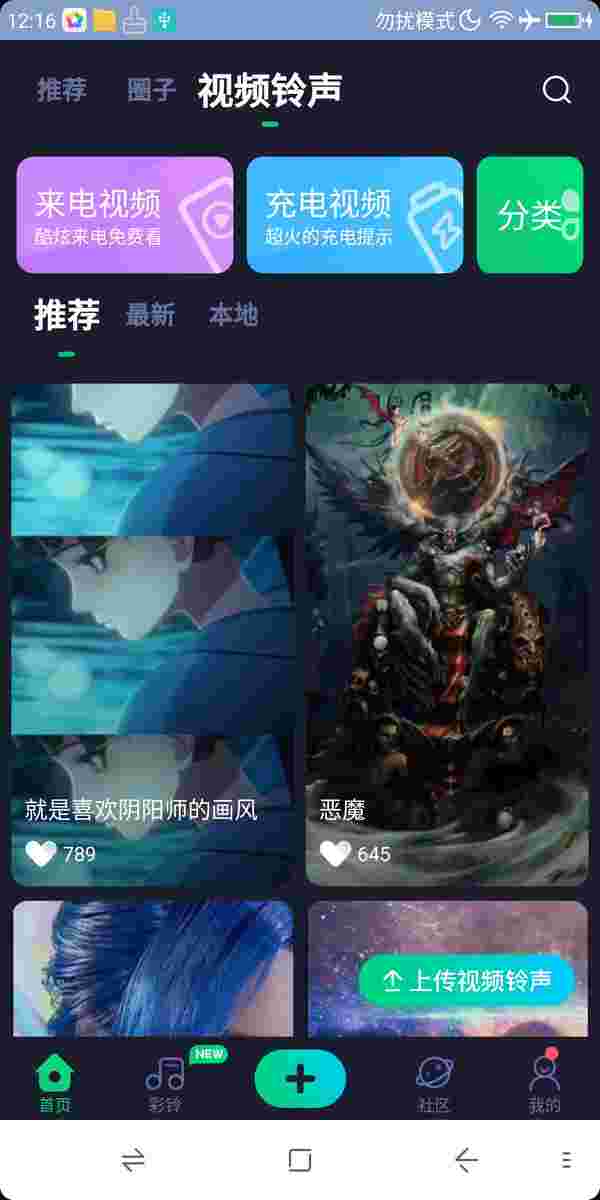 12:16 勿扰模式
推荐 圈子 视频铃声
来电视频 充电视频 分类
酷炫来电免费看 超火的充电提示
推荐 最新 本地
就是喜欢阴阳师的画风 恶魔
789 645
上传视频铃声
NEW
首页 彩铃 社区 我的